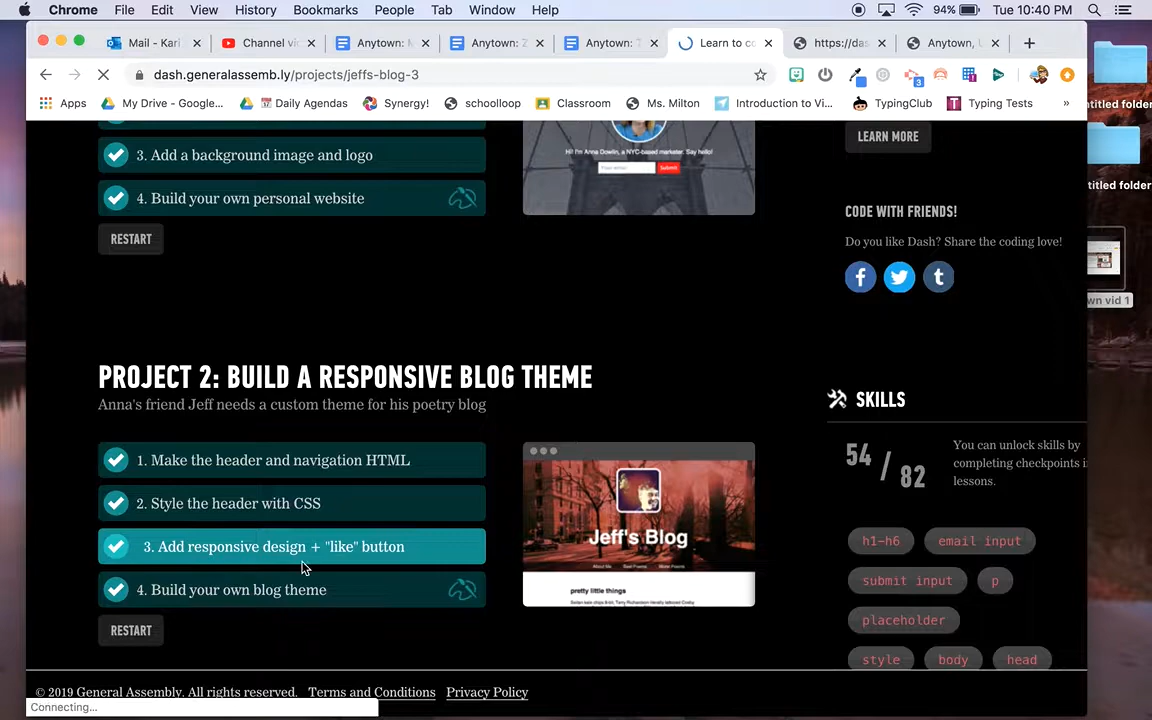 Chrome File Edit View History Bookmarks People Tab Window Help 94% Tue 10:40 PM
Mail - Kari Channel vi Anytown: Anytown: Anytown: Learn to c https://das Anytown,
dash.generalassemb.ly/projects/jeffs-blog-3
Apps My Drive - Google... Daily Agendas Synergy! schoolloop Classroom Ms. Milton Introduction to Vi... TypingClub Typing Tests »
titled folder
titled folder
wn vid 1
3. Add a background image and logo
4. Build your own personal website
RESTART
Hi! I'm Anna Dowlin, a NYC-based marketer. Say hello!
Submit
LEARN MORE
CODE WITH FRIENDS!
Do you like Dash? Share the coding love!
PROJECT 2: BUILD A RESPONSIVE BLOG THEME
Anna's friend Jeff needs a custom theme for his poetry blog
1. Make the header and navigation HTML
2. Style the header with CSS
3. Add responsive design + "like" button
4. Build your own blog theme
RESTART
Jeff's Blog
About Me
pretty little things
SKILLS
54 / 82
You can unlock skills by
completing checkpoints i
lessons.
h1-h6 email input
submit input p
placeholder
style body head
© 2019 General Assembly. All rights reserved. Terms and Conditions Privacy Policy
Connecting...